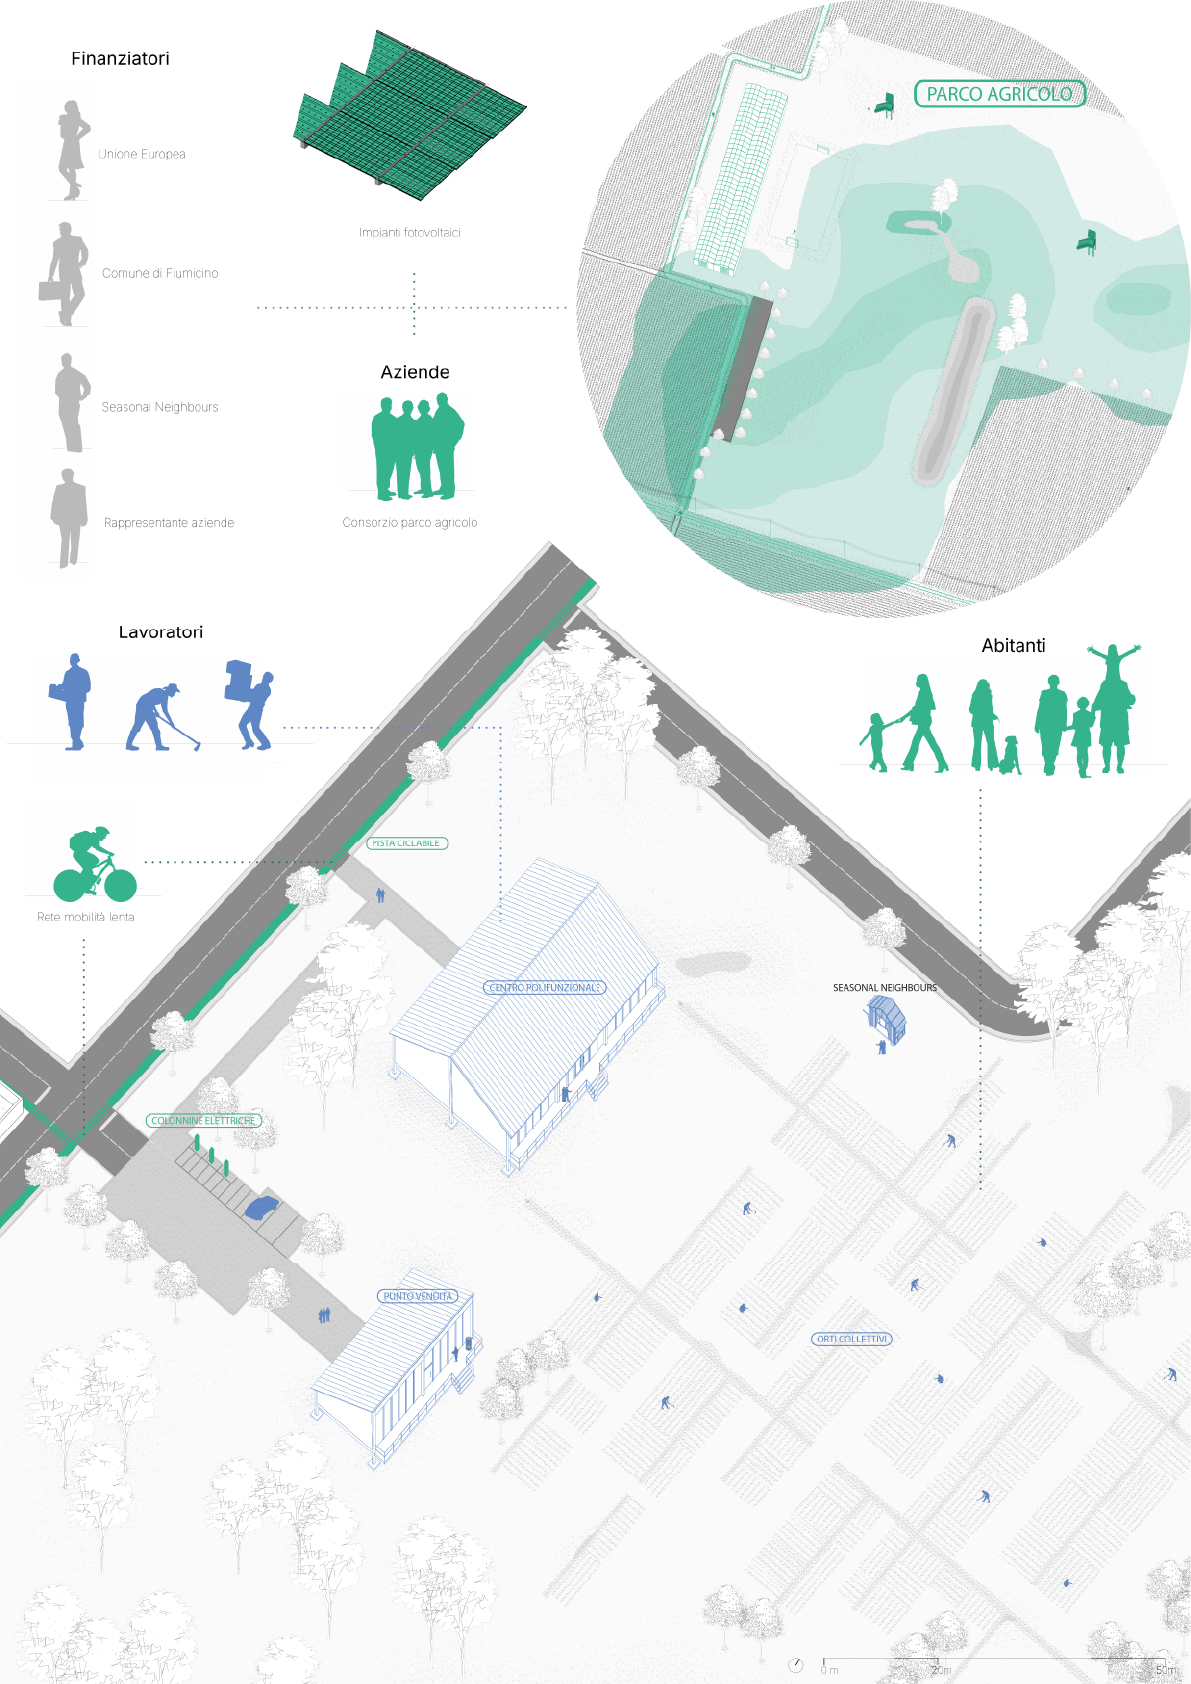 Finanziatori
Unione Europea
Comune di Fiumicino
Seasonal Neighbours
Rappresentante aziende
Impianti fotovoltaici
Aziende
Consorzio parco agricolo
PARCO AGRICOLO
Lavoratori
Abitanti
Rete mobilità lenta
PISTA CICLABILE
CENTRO POLIFUNZIONALE
SEASONAL NEIGHBOURS
COLONNINE ELETTRICHE
PUNTO VENDITA
ORTI COLLETTIVI
0 m 20m 50m